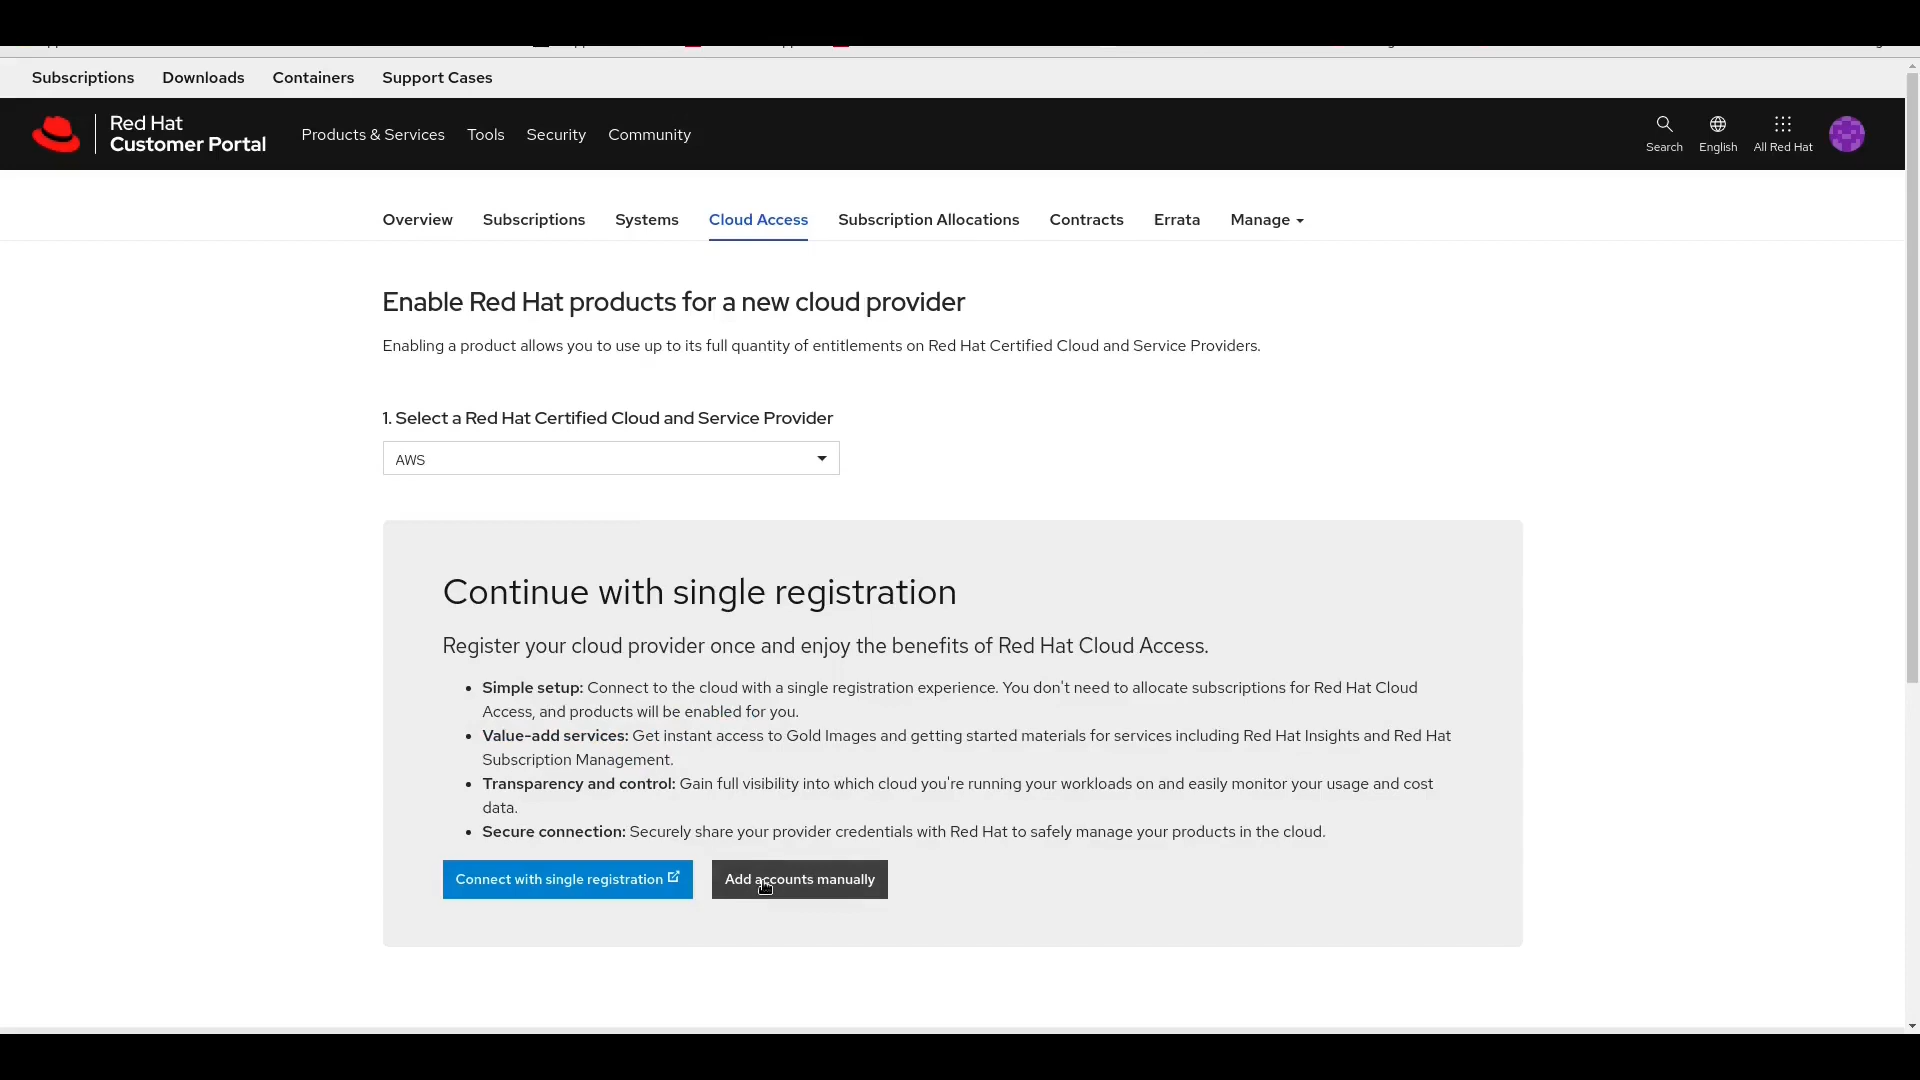 Subscriptions Downloads Containers Support Cases
Red Hat
Customer Portal
Products & Services Tools Security Community
Search English All Red Hat
Overview Subscriptions Systems Cloud Access Subscription Allocations Contracts Errata Manage
Enable Red Hat products for a new cloud provider
Enabling a product allows you to use up to its full quantity of entitlements on Red Hat Certified Cloud and Service Providers.
1. Select a Red Hat Certified Cloud and Service Provider
AWS
Continue with single registration
Register your cloud provider once and enjoy the benefits of Red Hat Cloud Access.
• Simple setup: Connect to the cloud with a single registration experience. You don't need to allocate subscriptions for Red Hat Cloud
Access, and products will be enabled for you.
• Value-add services: Get instant access to Gold Images and getting started materials for services including Red Hat Insights and Red Hat
Subscription Management.
• Transparency and control: Gain full visibility into which cloud you're running your workloads on and easily monitor your usage and cost
data.
• Secure connection: Securely share your provider credentials with Red Hat to safely manage your products in the cloud.
Connect with single registration Add accounts manually